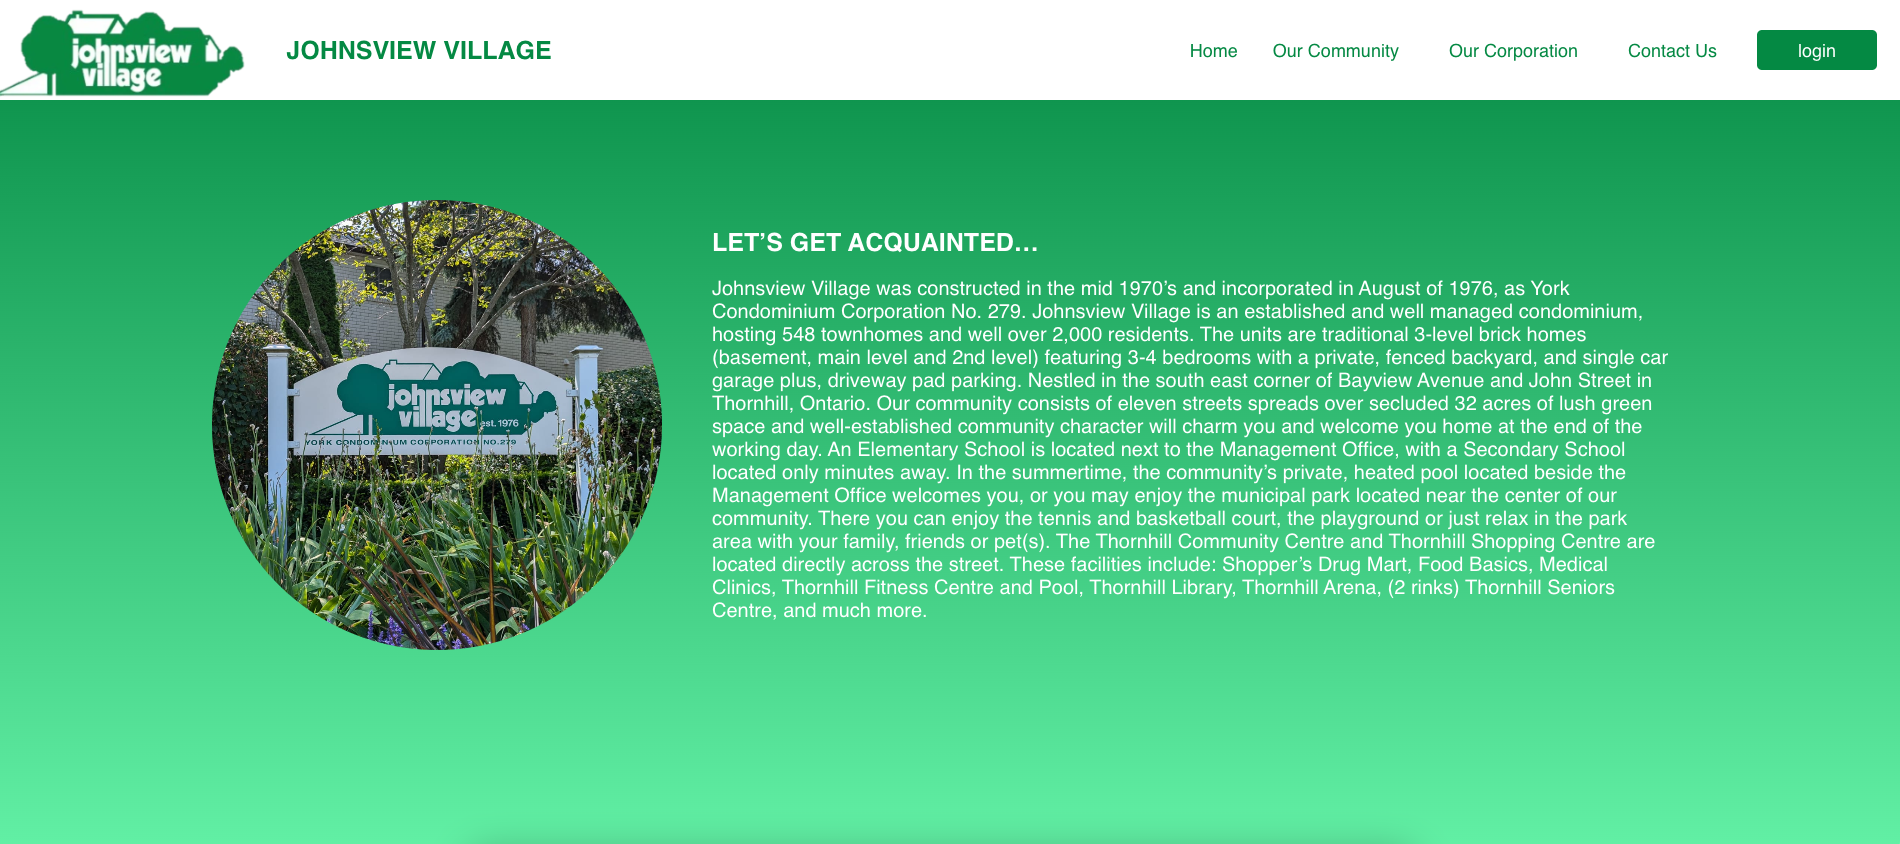 johnsview
village
JOHNSVIEW VILLAGE
Home
Our Community
Our Corporation
Contact Us
login
LET’S GET ACQUAINTED…
Johnsview Village was constructed in the mid 1970’s and incorporated in August of 1976, as York
Condominium Corporation No. 279. Johnsview Village is an established and well managed condominium,
hosting 548 townhomes and well over 2,000 residents. The units are traditional 3-level brick homes
(basement, main level and 2nd level) featuring 3-4 bedrooms with a private, fenced backyard, and single car
garage plus, driveway pad parking. Nestled in the south east corner of Bayview Avenue and John Street in
Thornhill, Ontario. Our community consists of eleven streets spreads over secluded 32 acres of lush green
space and well-established community character will charm you and welcome you home at the end of the
working day. An Elementary School is located next to the Management Office, with a Secondary School
located only minutes away. In the summertime, the community’s private, heated pool located beside the
Management Office welcomes you, or you may enjoy the municipal park located near the center of our
community. There you can enjoy the tennis and basketball court, the playground or just relax in the park
area with your family, friends or pet(s). The Thornhill Community Centre and Thornhill Shopping Centre are
located directly across the street. These facilities include: Shopper’s Drug Mart, Food Basics, Medical
Clinics, Thornhill Fitness Centre and Pool, Thornhill Library, Thornhill Arena, (2 rinks) Thornhill Seniors
Centre, and much more.
johnsview
village est. 1976
YORK CONDOMINIUM CORPORATION NO.279